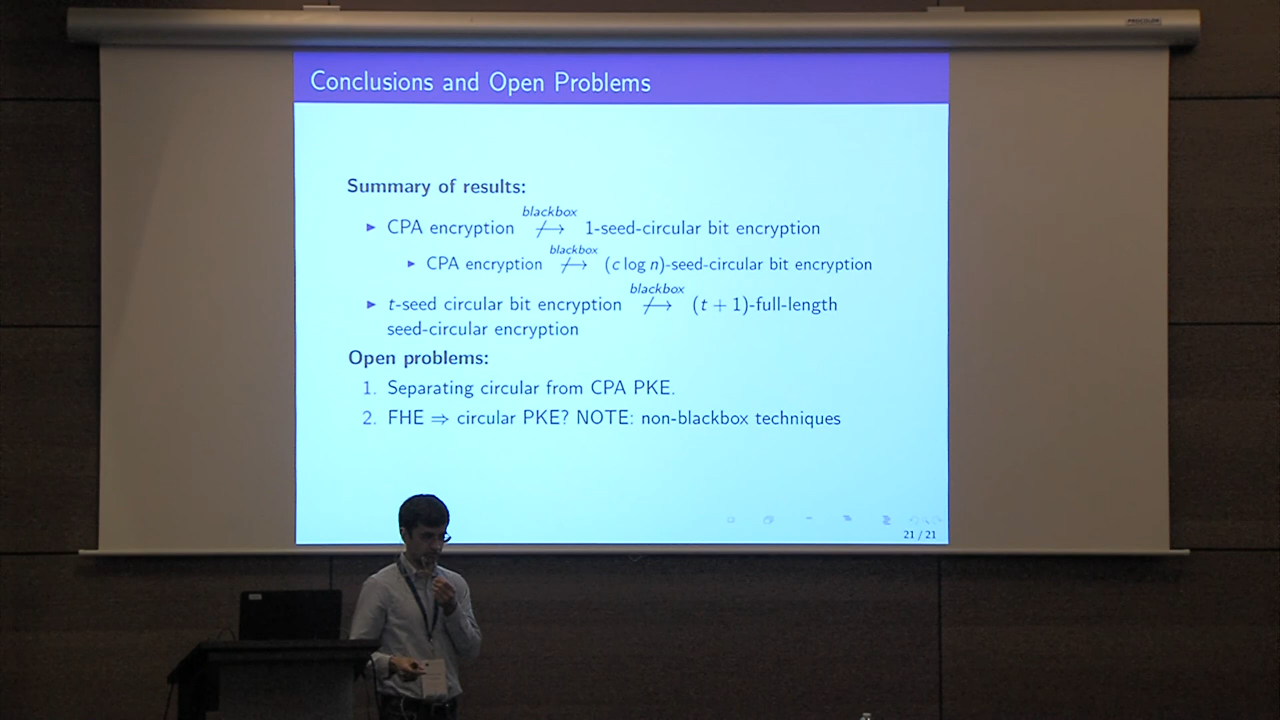 PROCOLOR
Conclusions and Open Problems
Summary of results:
▶ CPA encryption blackbox ↛ 1-seed-circular bit encryption
▶ CPA encryption blackbox ↛ (c log n)-seed-circular bit encryption
▶ t-seed circular bit encryption blackbox ↛ (t + 1)-full-length
seed-circular encryption
Open problems:
1. Separating circular from CPA PKE.
2. FHE ⇒ circular PKE? NOTE: non-blackbox techniques
21 / 21